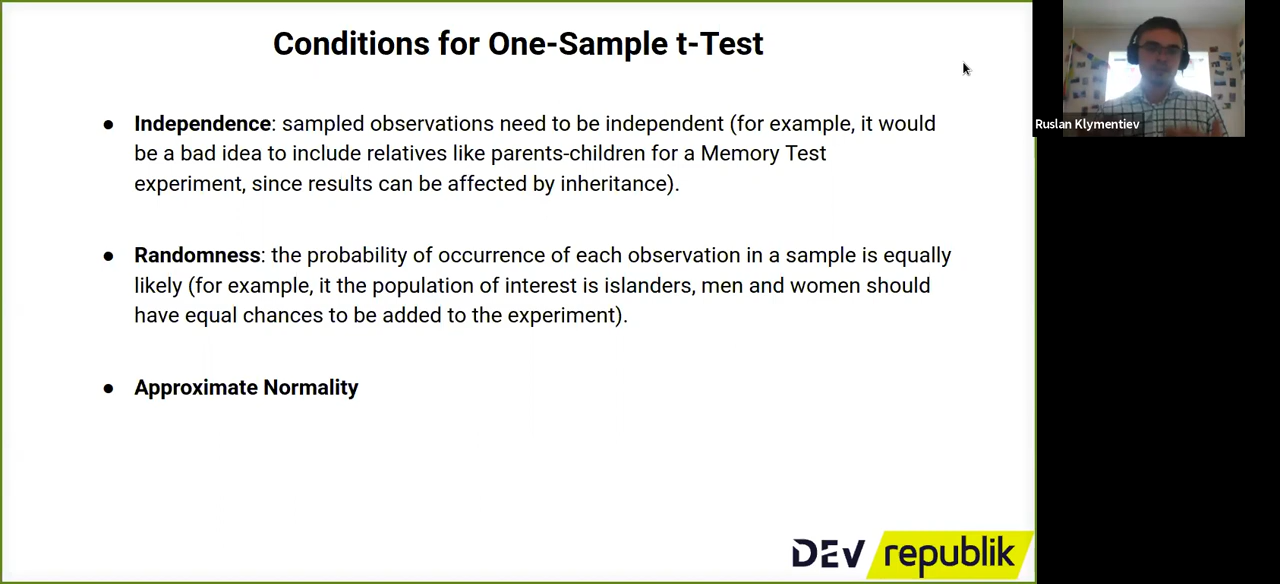 Conditions for One-Sample t-Test
● Independence: sampled observations need to be independent (for example, it would
be a bad idea to include relatives like parents-children for a Memory Test
experiment, since results can be affected by inheritance).
● Randomness: the probability of occurrence of each observation in a sample is equally
likely (for example, it the population of interest is islanders, men and women should
have equal chances to be added to the experiment).
● Approximate Normality
DEV republik
Ruslan Klymentiev